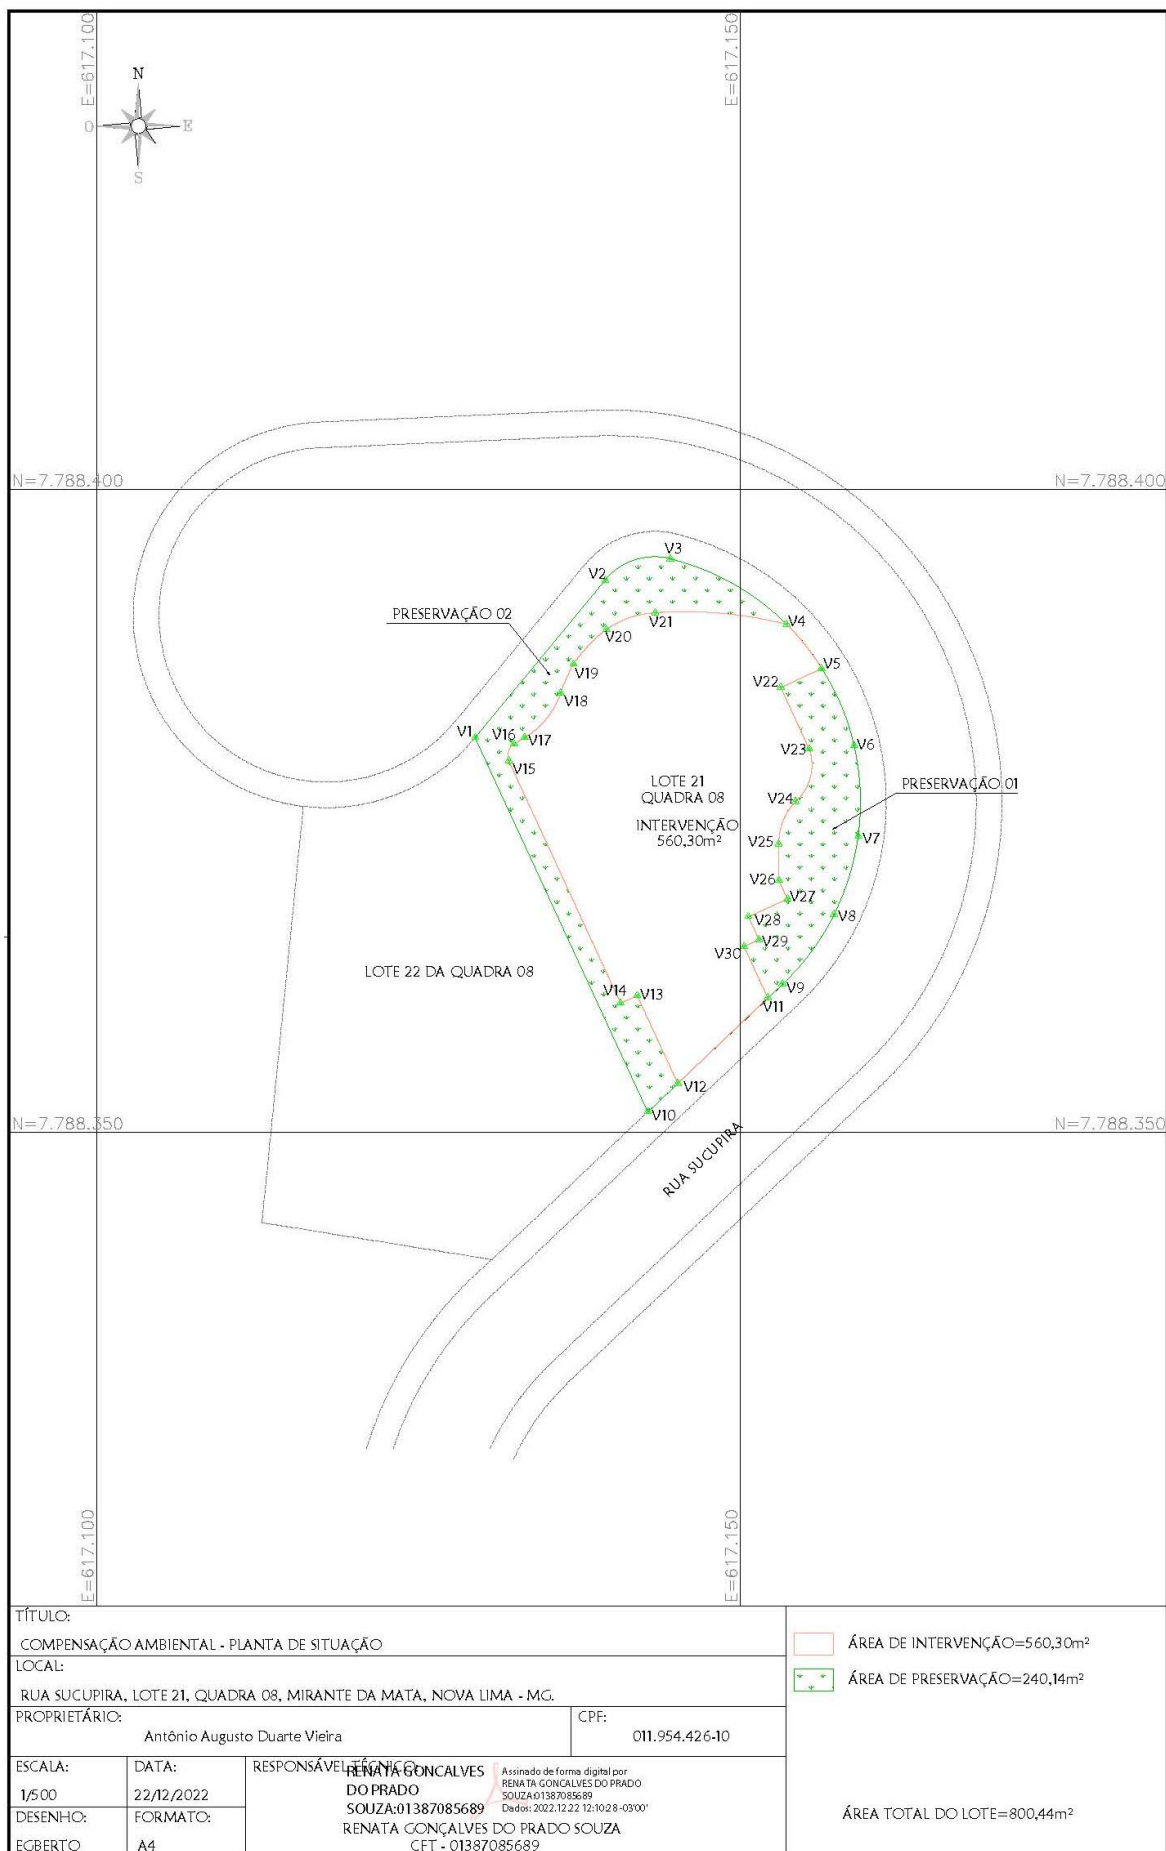 E=617.100
E=617.150
N
0
E
S
N=7.788.400
N=7.788.400
V3
V2
PRESERVAÇÃO 02
V21
V20
V4
V19
V5
V22
V18
V1
V16
V17
V6
V23
V15
LOTE 21
QUADRA 08
PRESERVAÇÃO 01
V24
INTERVENÇÃO
560,30m²
V25
V7
V26
V27
V28
V8
V29
V30
LOTE 22 DA QUADRA 08
V9
V14
V13
V11
V12
V10
N=7.788.350
N=7.788.350
RUA SUCUPIRA
E=617.100
E=617.150
TÍTULO:
COMPENSAÇÃO AMBIENTAL - PLANTA DE SITUAÇÃO
LOCAL:
RUA SUCUPIRA, LOTE 21, QUADRA 08, MIRANTE DA MATA, NOVA LIMA - MG.
PROPRIETÁRIO:
Antônio Augusto Duarte Vieira
CPF:
011.954.426-10
ESCALA:
1/500
DATA:
22/12/2022
DESENHO:
EGBERTO
FORMATO:
A4
RESPONSÁVEL TÉCNICO:
RENATA GONCALVES
DO PRADO
SOUZA:01387085689
Assinado de forma digital por
RENATA GONCALVES DO PRADO
SOUZA:01387085689
Dados: 2022.12.22 12:10:28 -03'00'
RENATA GONÇALVES DO PRADO SOUZA
CFT - 01387085689
ÁREA DE INTERVENÇÃO=560,30m²
ÁREA DE PRESERVAÇÃO=240,14m²
ÁREA TOTAL DO LOTE=800,44m²